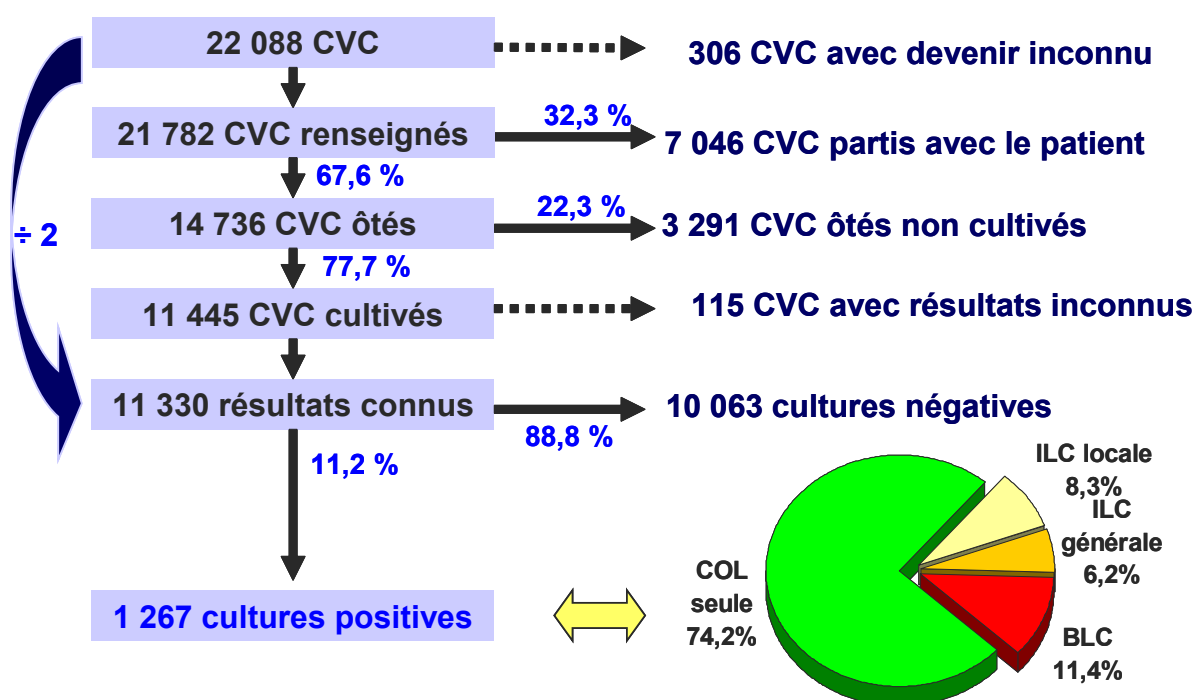 22 088 CVC
306 CVC avec devenir inconnu
21 782 CVC renseignés
32,3 %
7 046 CVC partis avec le patient
67,6 %
14 736 CVC ôtés
22,3 %
3 291 CVC ôtés non cultivés
÷ 2
77,7 %
11 445 CVC cultivés
115 CVC avec résultats inconnus
11 330 résultats connus
88,8 %
10 063 cultures négatives
11,2 %
1 267 cultures positives
ILC locale
8,3%
ILC
générale
6,2%
COL
seule
74,2%
BLC
11,4%